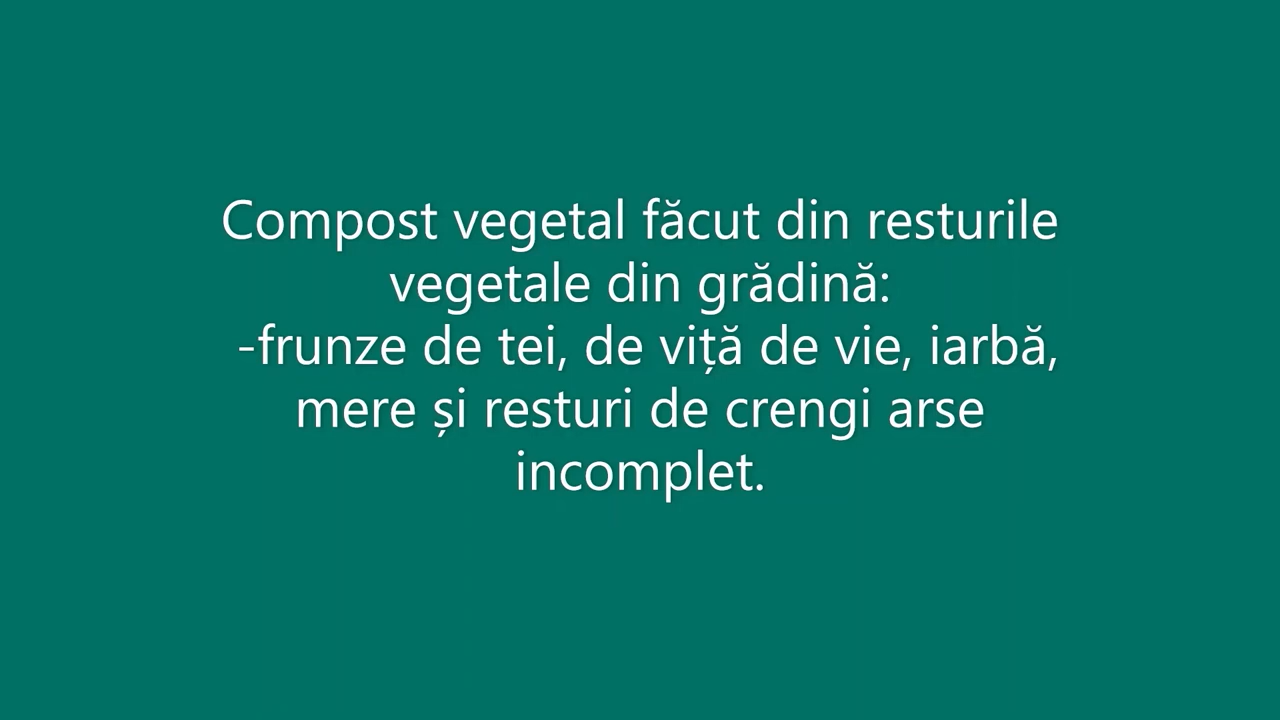 Compost vegetal făcut din resturile
vegetale din grădină:
-frunze de tei, de viță de vie, iarbă,
mere și resturi de crengi arse
incomplet.